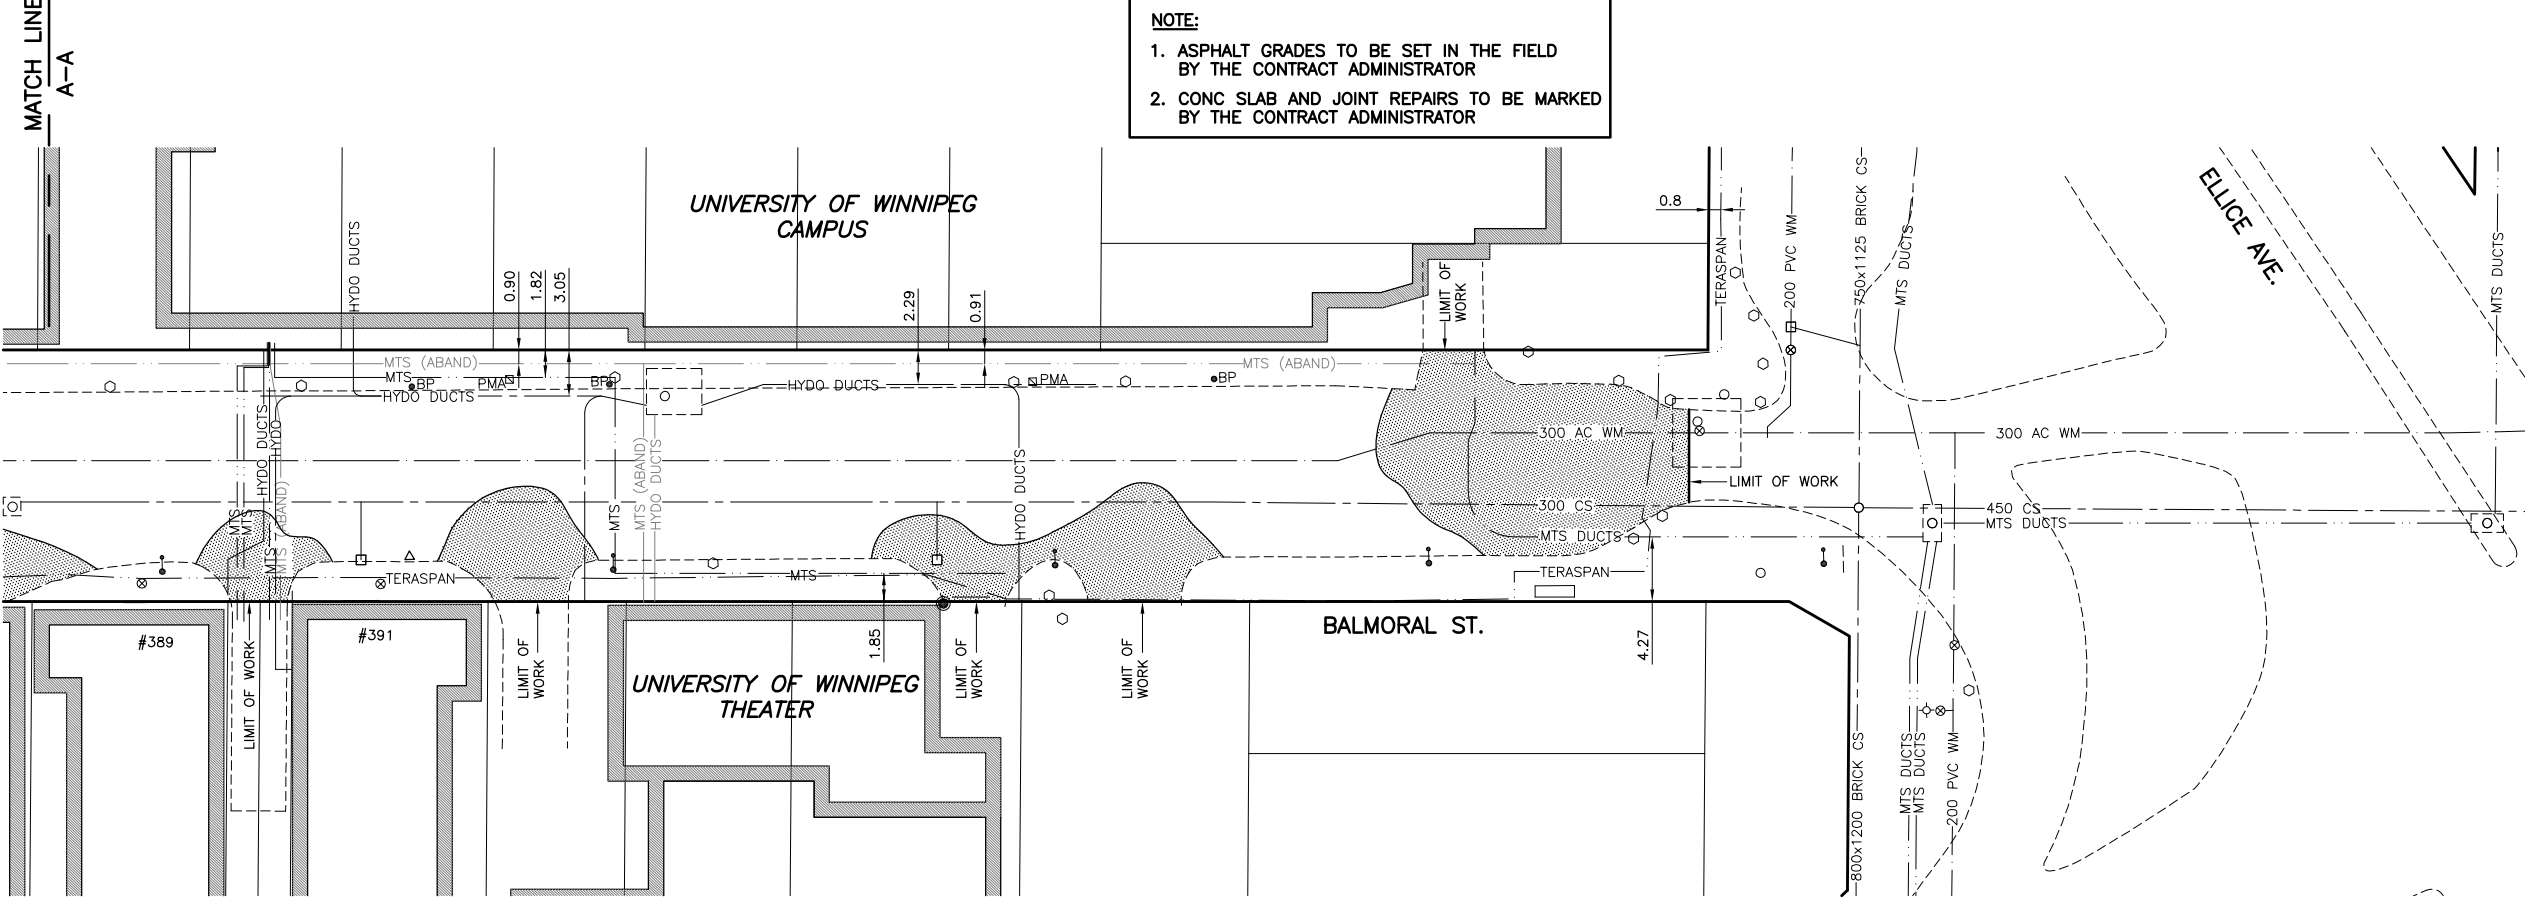 MATCH LINE
A-A
NOTE:
1. ASPHALT GRADES TO BE SET IN THE FIELD
BY THE CONTRACT ADMINISTRATOR
2. CONC SLAB AND JOINT REPAIRS TO BE MARKED
BY THE CONTRACT ADMINISTRATOR
UNIVERSITY OF WINNIPEG
CAMPUS
ELLICE AVE.
0.8
TERASPAN
200 PVC WM
750x1125 BRICK CS
MTS DUCTS
MTS DUCTS
HYDO DUCTS
0.90
1.82
3.05
2.29
0.91
LIMIT OF
WORK
MTS (ABAND)
MTS (ABAND)
MTS
BP
PMA
BP
HYDO DUCTS
HYDO DUCTS
PMA
BP
HYDO DUCTS
HYDO
MTS (ABAND)
HYDO DUCTS
HYDO DUCTS
300 AC WM
300 AC WM
LIMIT OF WORK
MTS
MTS
MTS
MTS (ABAND)
MTS
300 CS
450 CS
MTS DUCTS
MTS DUCTS
TERASPAN
MTS
TERASPAN
#389
#391
LIMIT OF WORK
LIMIT OF
WORK
1.85
LIMIT OF
WORK
LIMIT OF
WORK
BALMORAL ST.
4.27
UNIVERSITY OF WINNIPEG
THEATER
800x1200 BRICK CS
MTS DUCTS
MTS DUCTS
200 PVC WM